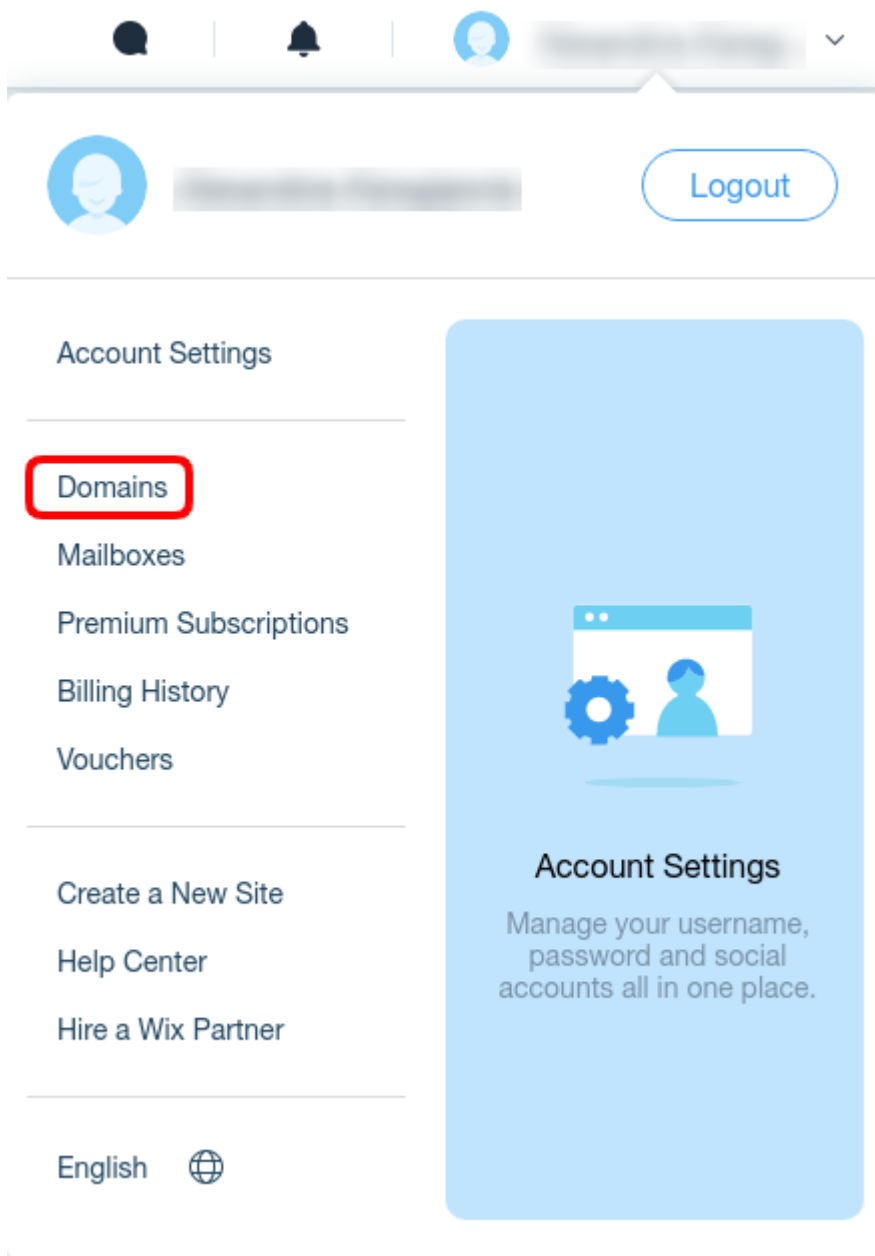 Logout
Account Settings
Domains
Mailboxes
Premium Subscriptions
Billing History
Vouchers
Create a New Site
Help Center
Hire a Wix Partner
English
Account Settings
Manage your username,
password and social
accounts all in one place.